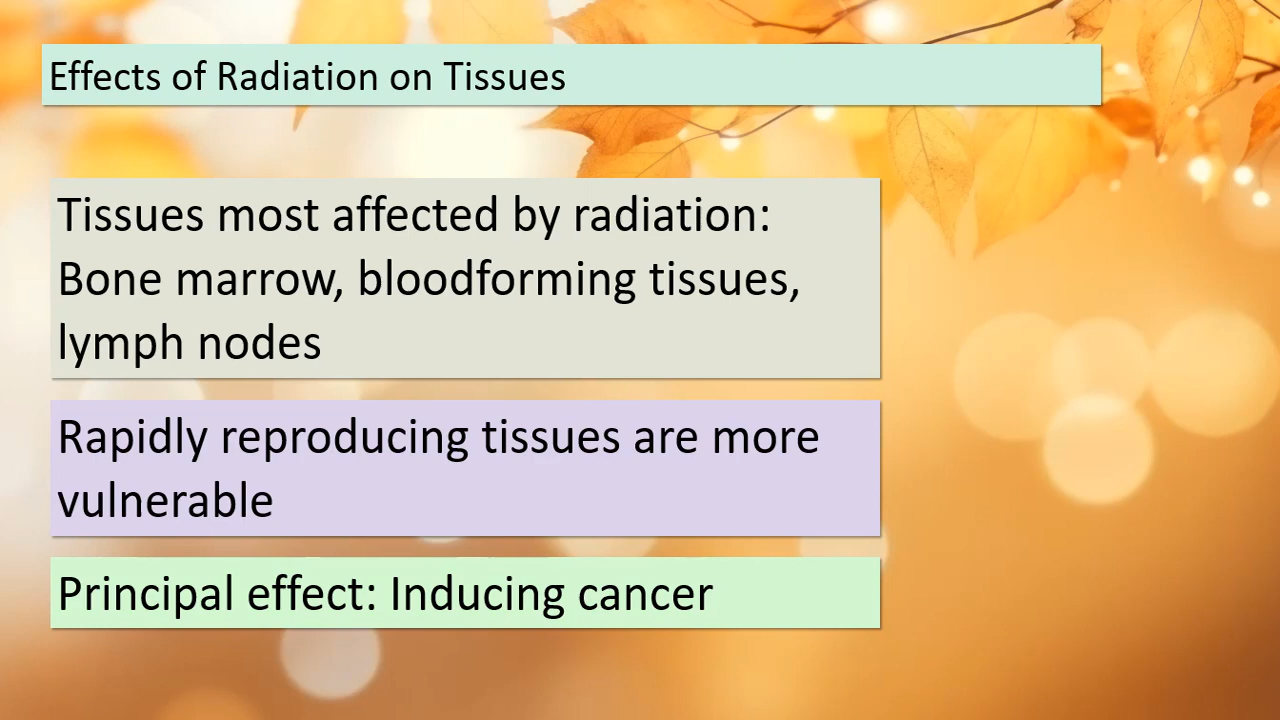 Effects of Radiation on Tissues
Tissues most affected by radiation:
Bone marrow, bloodforming tissues,
lymph nodes
Rapidly reproducing tissues are more
vulnerable
Principal effect: Inducing cancer